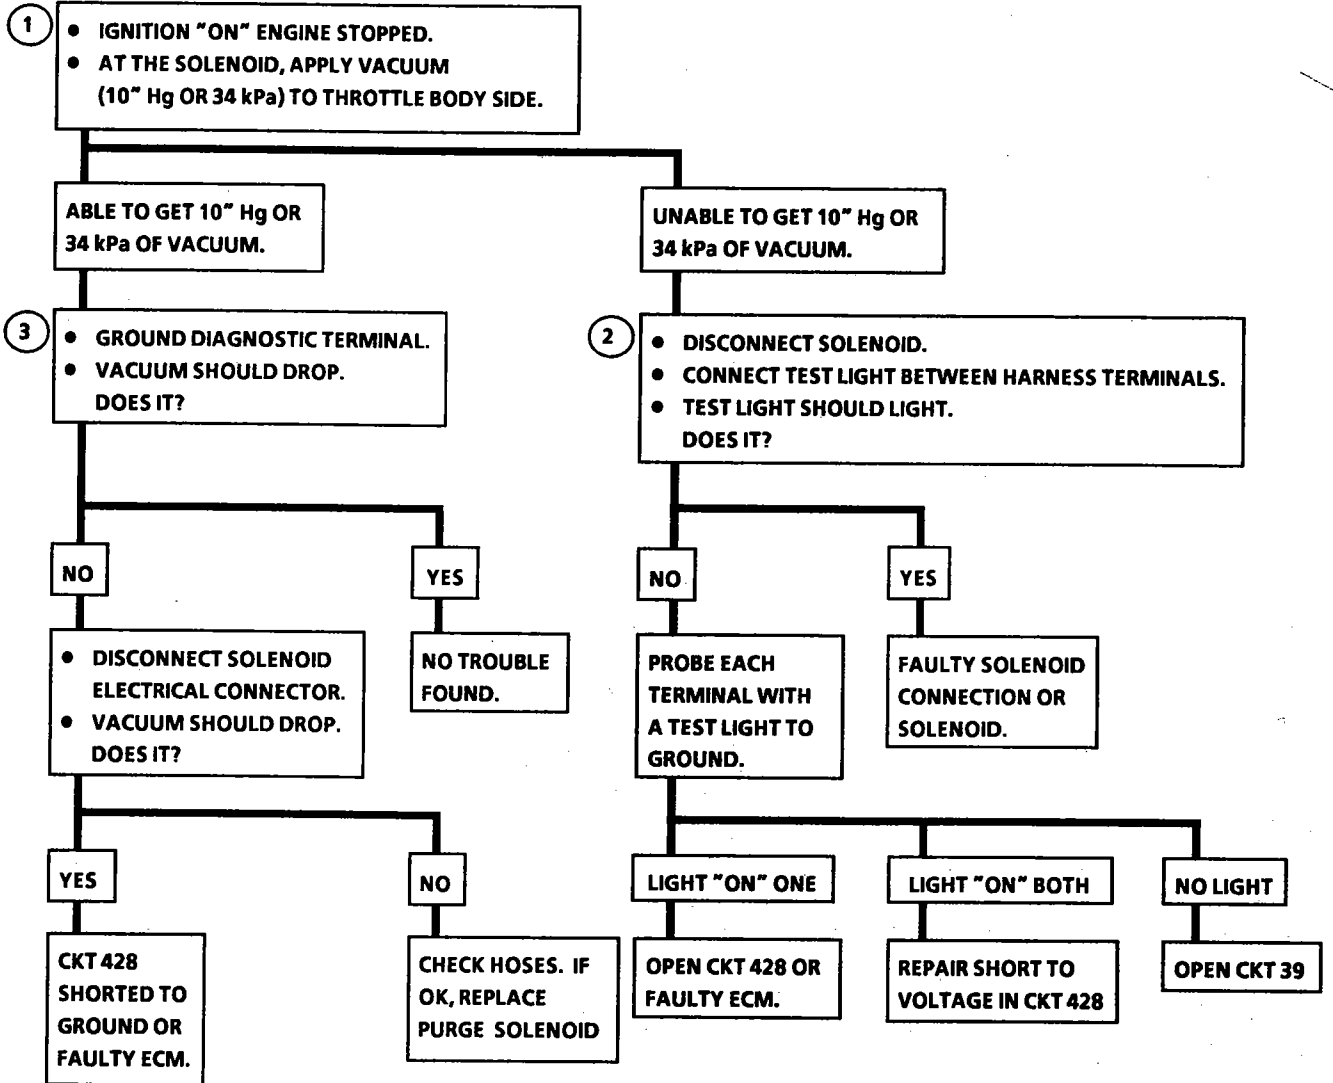 1
● IGNITION "ON" ENGINE STOPPED.
● AT THE SOLENOID, APPLY VACUUM
(10" Hg OR 34 kPa) TO THROTTLE BODY SIDE.
ABLE TO GET 10" Hg OR
34 kPa OF VACUUM.
UNABLE TO GET 10" Hg OR
34 kPa OF VACUUM.
3
● GROUND DIAGNOSTIC TERMINAL.
● VACUUM SHOULD DROP.
DOES IT?
2
● DISCONNECT SOLENOID.
● CONNECT TEST LIGHT BETWEEN HARNESS TERMINALS.
● TEST LIGHT SHOULD LIGHT.
DOES IT?
NO
YES
NO
YES
● DISCONNECT SOLENOID
ELECTRICAL CONNECTOR.
● VACUUM SHOULD DROP.
DOES IT?
NO TROUBLE
FOUND.
PROBE EACH
TERMINAL WITH
A TEST LIGHT TO
GROUND.
FAULTY SOLENOID
CONNECTION OR
SOLENOID.
YES
NO
LIGHT "ON" ONE
LIGHT "ON" BOTH
NO LIGHT
CKT 428
SHORTED TO
GROUND OR
FAULTY ECM.
CHECK HOSES. IF
OK, REPLACE
PURGE SOLENOID
OPEN CKT 428 OR
FAULTY ECM.
REPAIR SHORT TO
VOLTAGE IN CKT 428
OPEN CKT 39